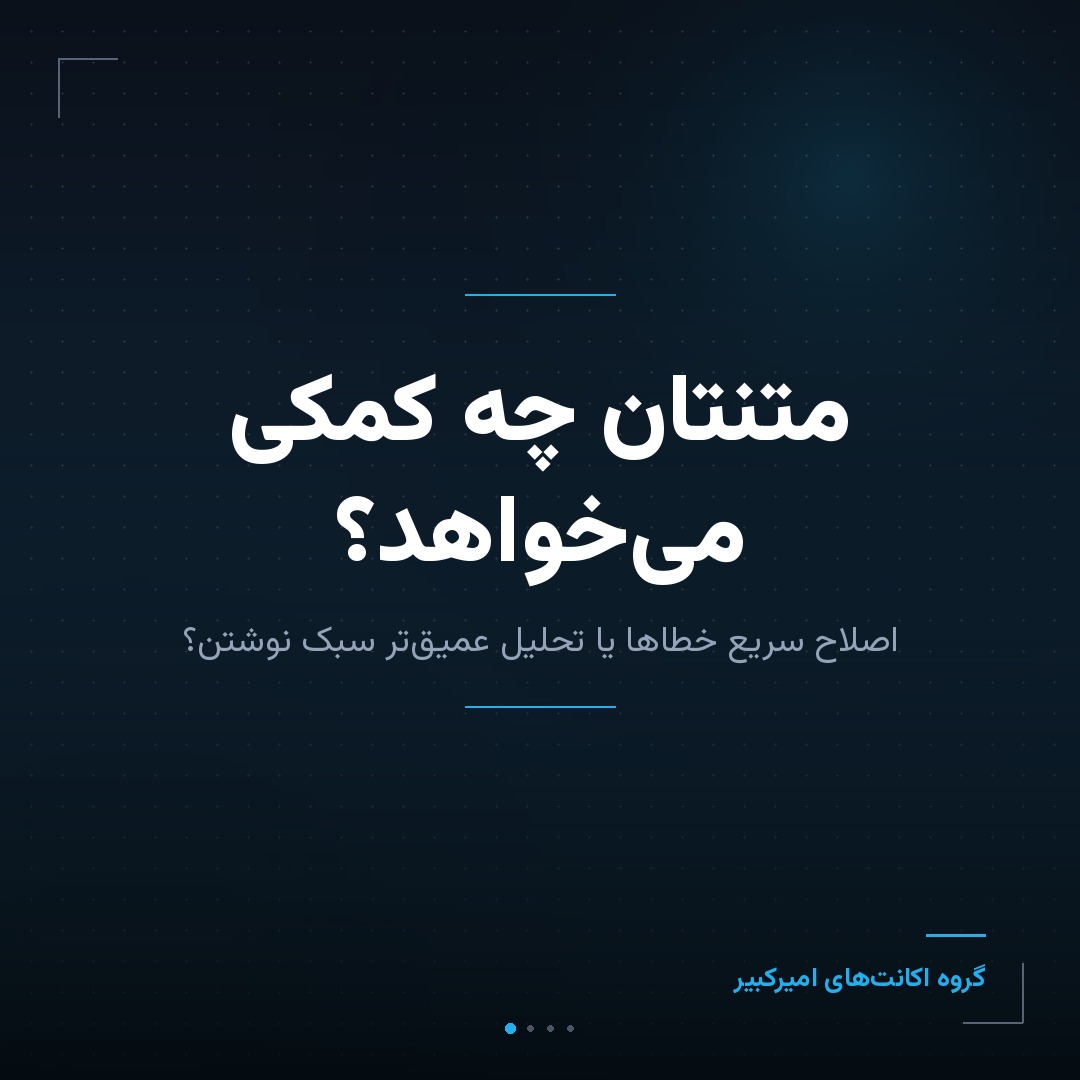 متنتان چه کمکی
می‌خواهد؟
اصلاح سریع خطاها یا تحلیل عمیق‌تر سبک نوشتن؟
گروه اکانت‌های امیرکبیر